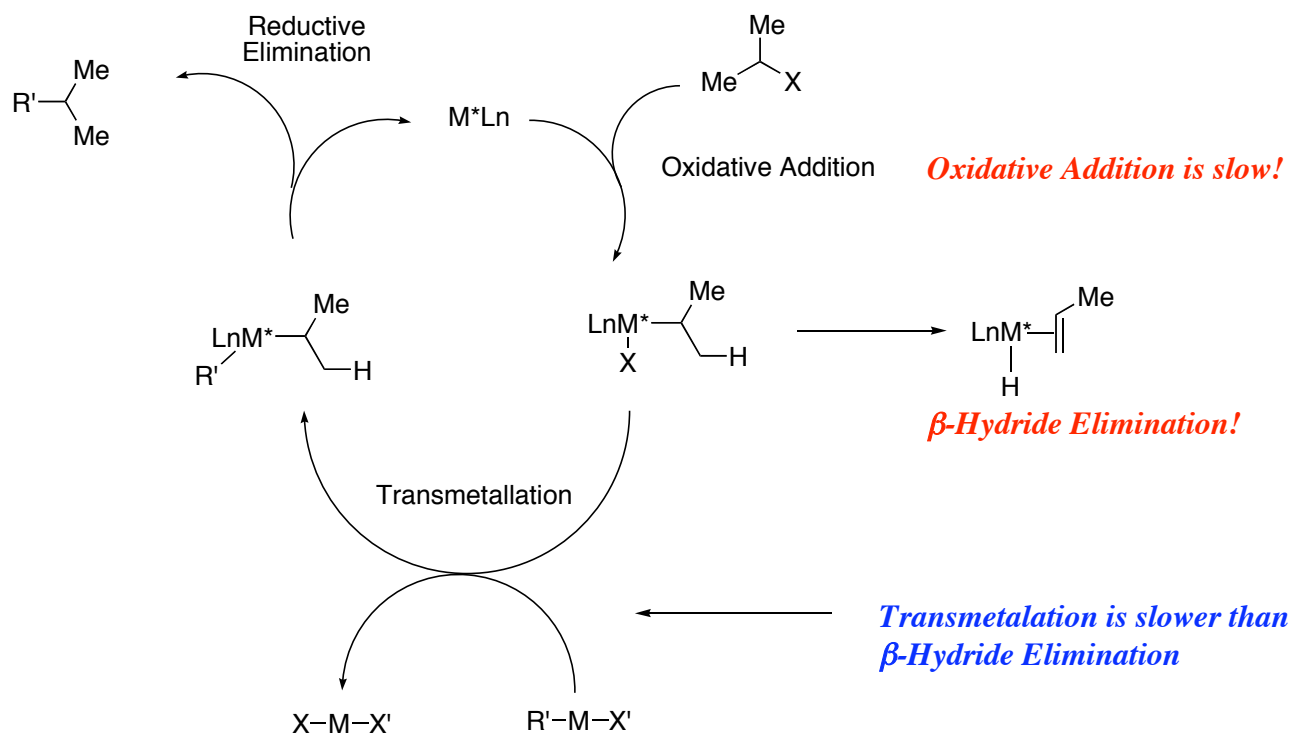 Reductive
Elimination
Me
R'
Me
M*Ln
Me
Me
X
Oxidative Addition
Oxidative Addition is slow!
Me
LnM*
R'
H
Me
LnM*
X
H
Me
LnM*
H
β-Hydride Elimination!
Transmetallation
Transmetalation is slower than
β-Hydride Elimination
X-M-X'
R'-M-X'